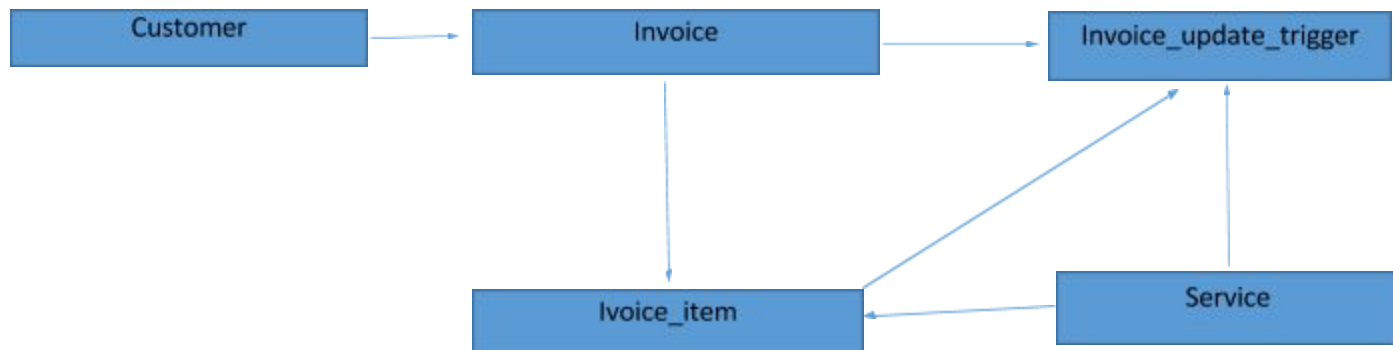 Customer
Invoice
Invoice_update_trigger
Ivoice_item
Service